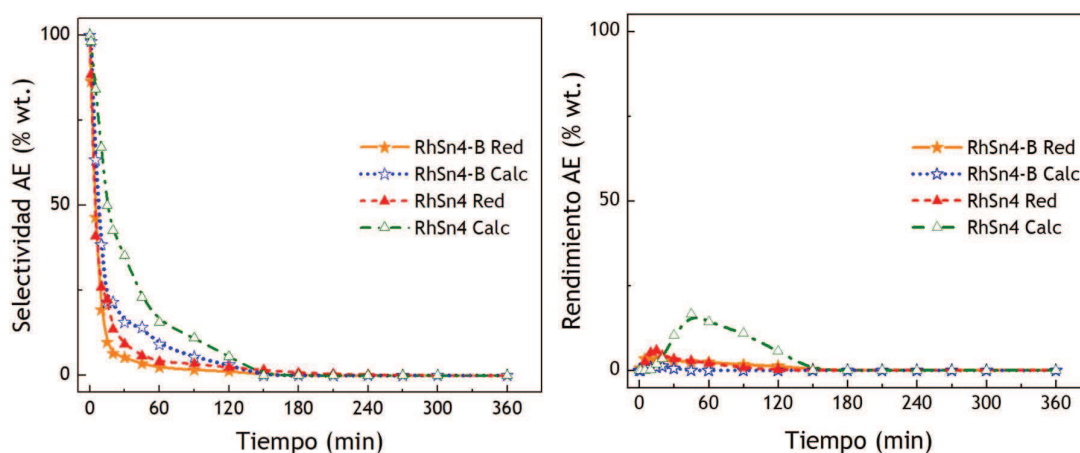 Selectividad AE (% wt.)
100
50
0
RhSn4-B Red
RhSn4-B Calc
RhSn4 Red
RhSn4 Calc
0 60 120 180 240 300 360
Tiempo (min)
Rendimiento AE (% wt.)
100
50
0
RhSn4-B Red
RhSn4-B Calc
RhSn4 Red
RhSn4 Calc
0 60 120 180 240 300 360
Tiempo (min)